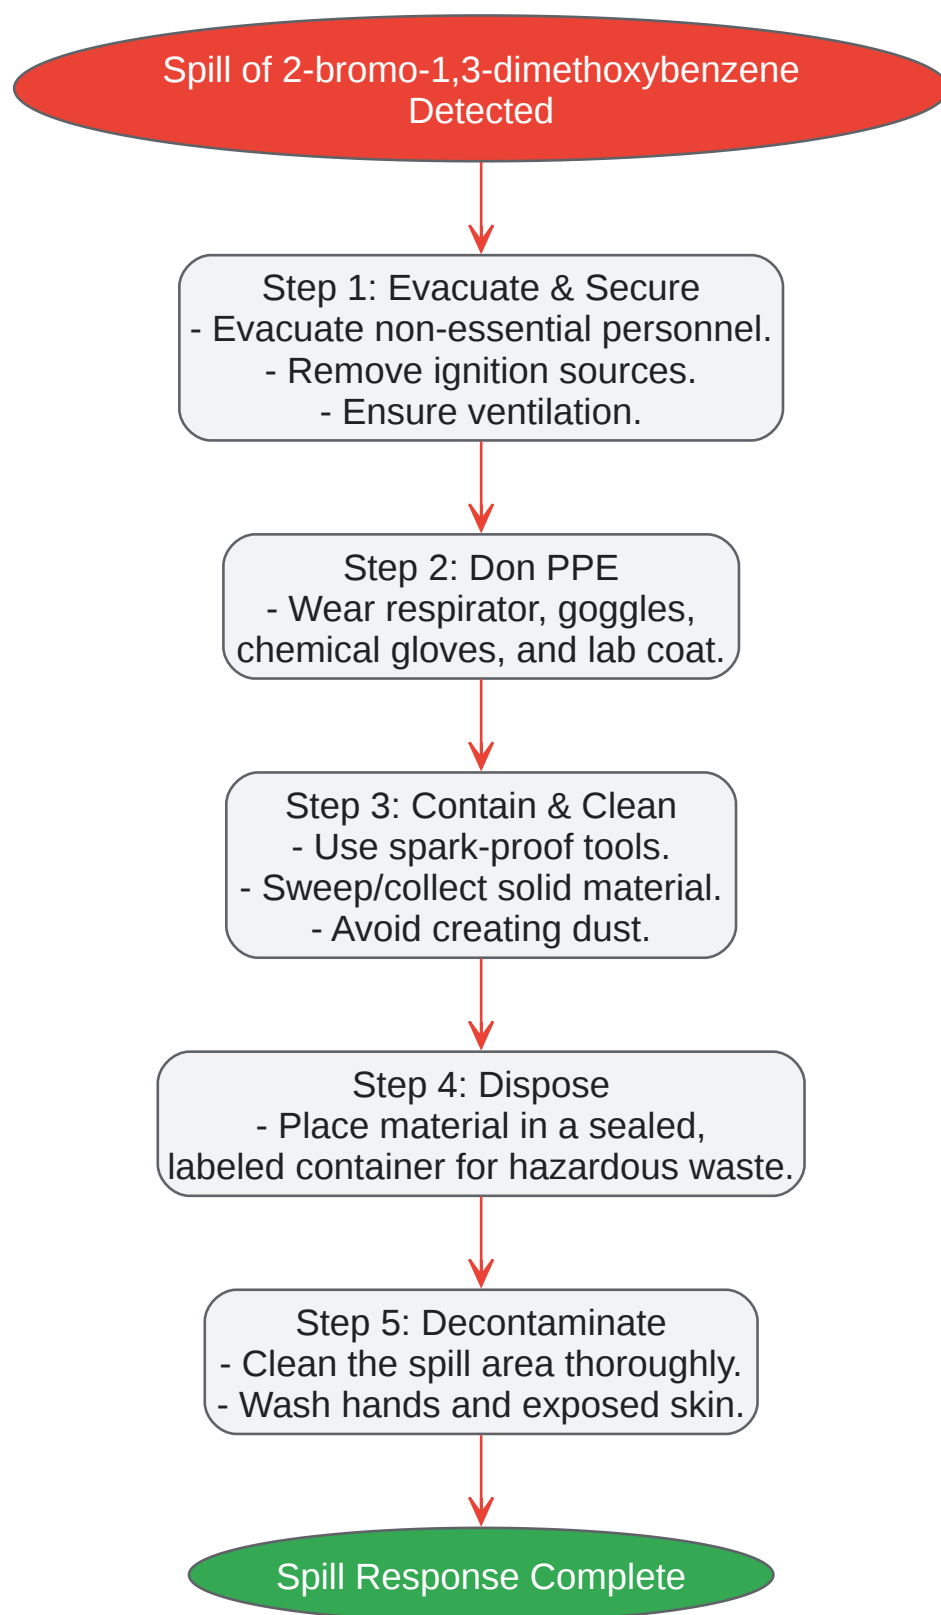 Spill of 2-bromo-1,3-dimethoxybenzene
Detected
Step 1: Evacuate & Secure
- Evacuate non-essential personnel.
- Remove ignition sources.
- Ensure ventilation.
Step 2: Don PPE
- Wear respirator, goggles,
chemical gloves, and lab coat.
Step 3: Contain & Clean
- Use spark-proof tools.
- Sweep/collect solid material.
- Avoid creating dust.
Step 4: Dispose
- Place material in a sealed,
labeled container for hazardous waste.
Step 5: Decontaminate
- Clean the spill area thoroughly.
- Wash hands and exposed skin.
Spill Response Complete